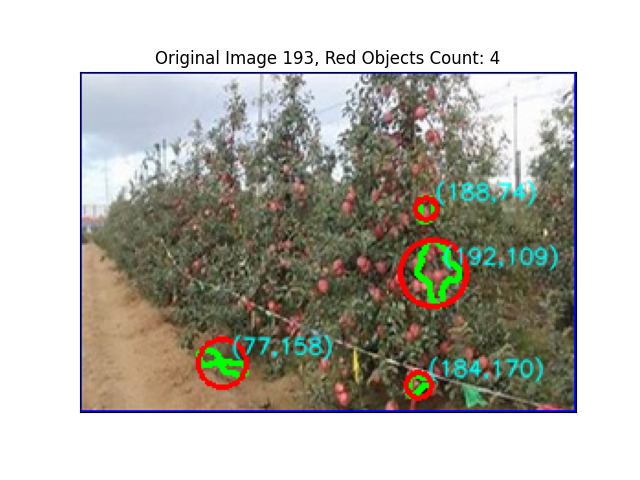 Original Image 193, Red Objects Count: 4
(188,74)
(192,109)
(77,158)
(184,170)